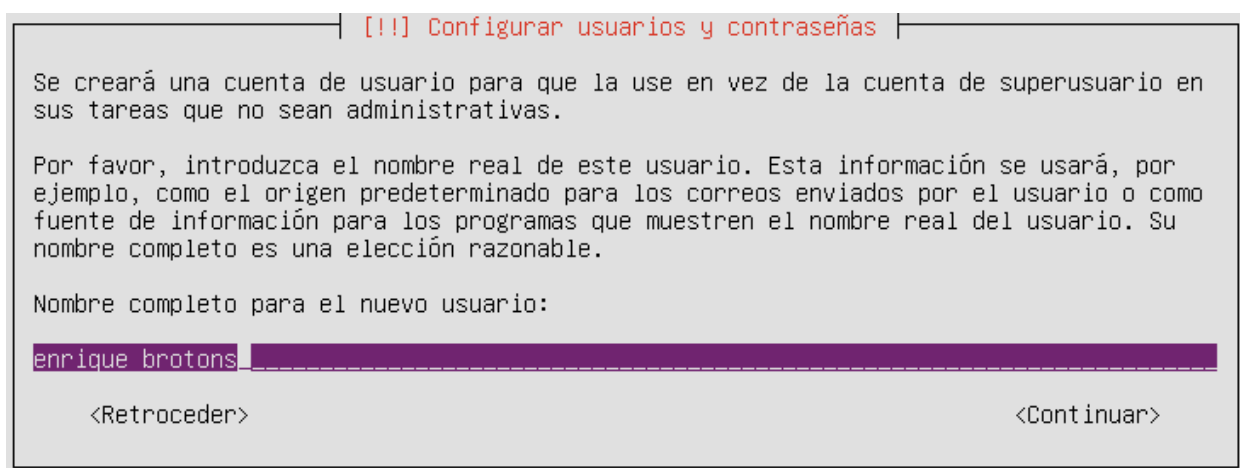 [!!] Configurar usuarios y contraseñas
Se creará una cuenta de usuario para que la use en vez de la cuenta de superusuario en
sus tareas que no sean administrativas.
Por favor, introduzca el nombre real de este usuario. Esta información se usará, por
ejemplo, como el origen predeterminado para los correos enviados por el usuario o como
fuente de información para los programas que muestren el nombre real del usuario. Su
nombre completo es una elección razonable.
Nombre completo para el nuevo usuario:
enrique brotons
<Retroceder> <Continuar>